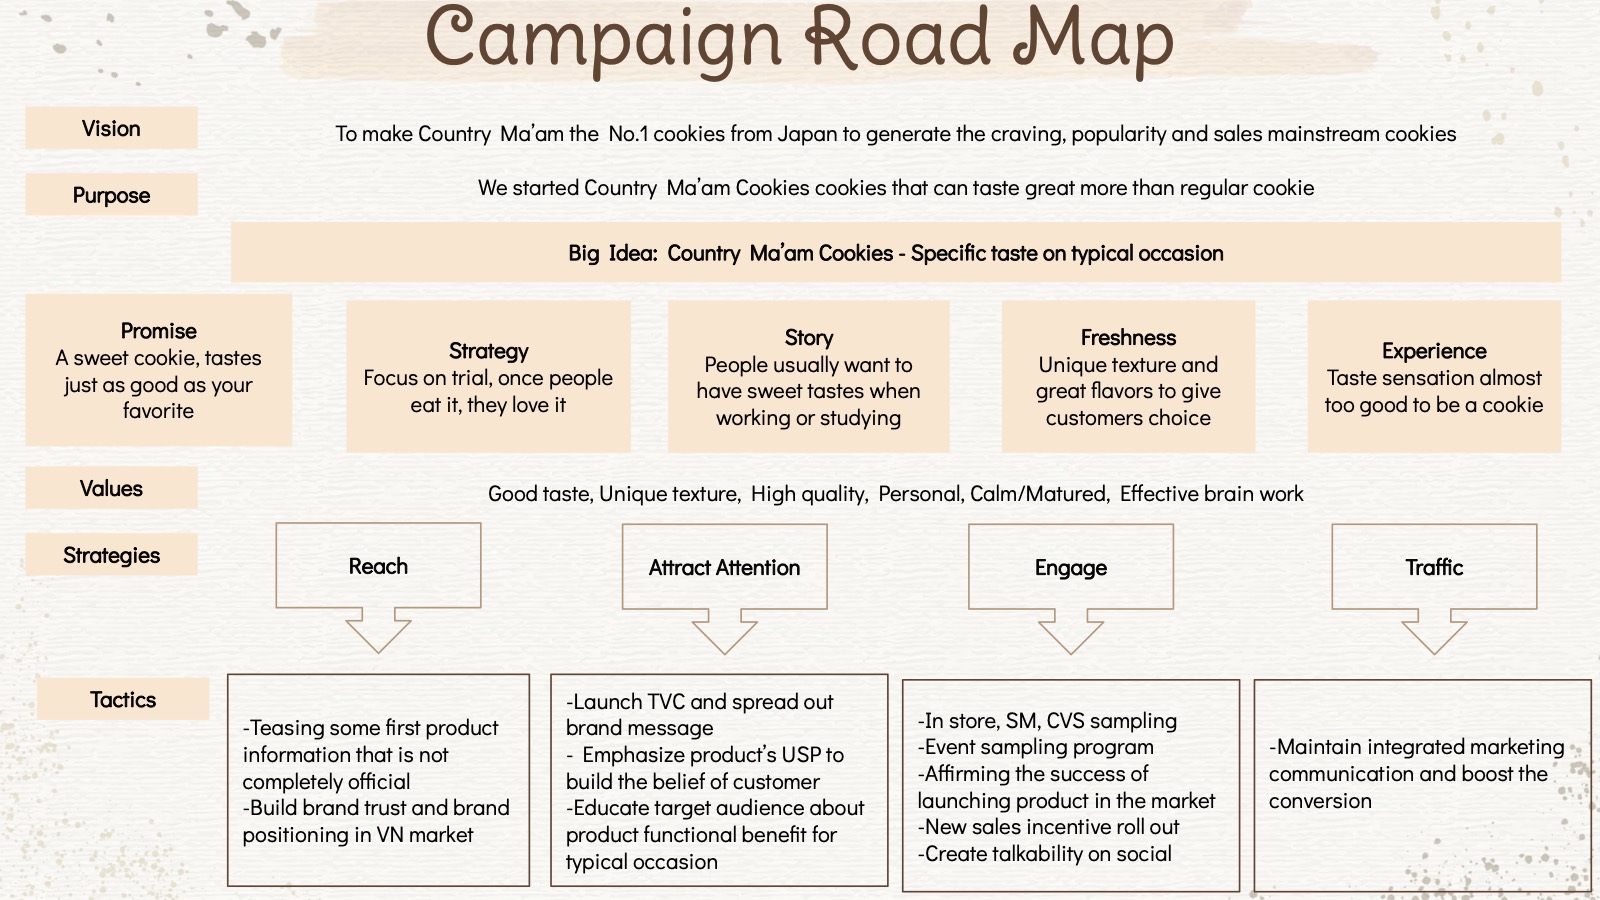 Campaign Road Map
Vision
To make Country Ma’am the No.1 cookies from Japan to generate the craving, popularity and sales mainstream cookies
Purpose
We started Country Ma’am Cookies cookies that can taste great more than regular cookie
Big Idea: Country Ma’am Cookies - Specific taste on typical occasion
Promise
A sweet cookie, tastes
just as good as your
favorite
Strategy
Focus on trial, once people
eat it, they love it
Story
People usually want to
have sweet tastes when
working or studying
Freshness
Unique texture and
great flavors to give
customers choice
Experience
Taste sensation almost
too good to be a cookie
Values
Good taste, Unique texture, High quality, Personal, Calm/Matured, Effective brain work
Strategies
Reach
Attract Attention
Engage
Traffic
Tactics
-Teasing some first product
information that is not
completely official
-Build brand trust and brand
positioning in VN market
-Launch TVC and spread out
brand message
- Emphasize product’s USP to
build the belief of customer
-Educate target audience about
product functional benefit for
typical occasion
-In store, SM, CVS sampling
-Event sampling program
-Affirming the success of
launching product in the market
-New sales incentive roll out
-Create talkability on social
-Maintain integrated marketing
communication and boost the
conversion